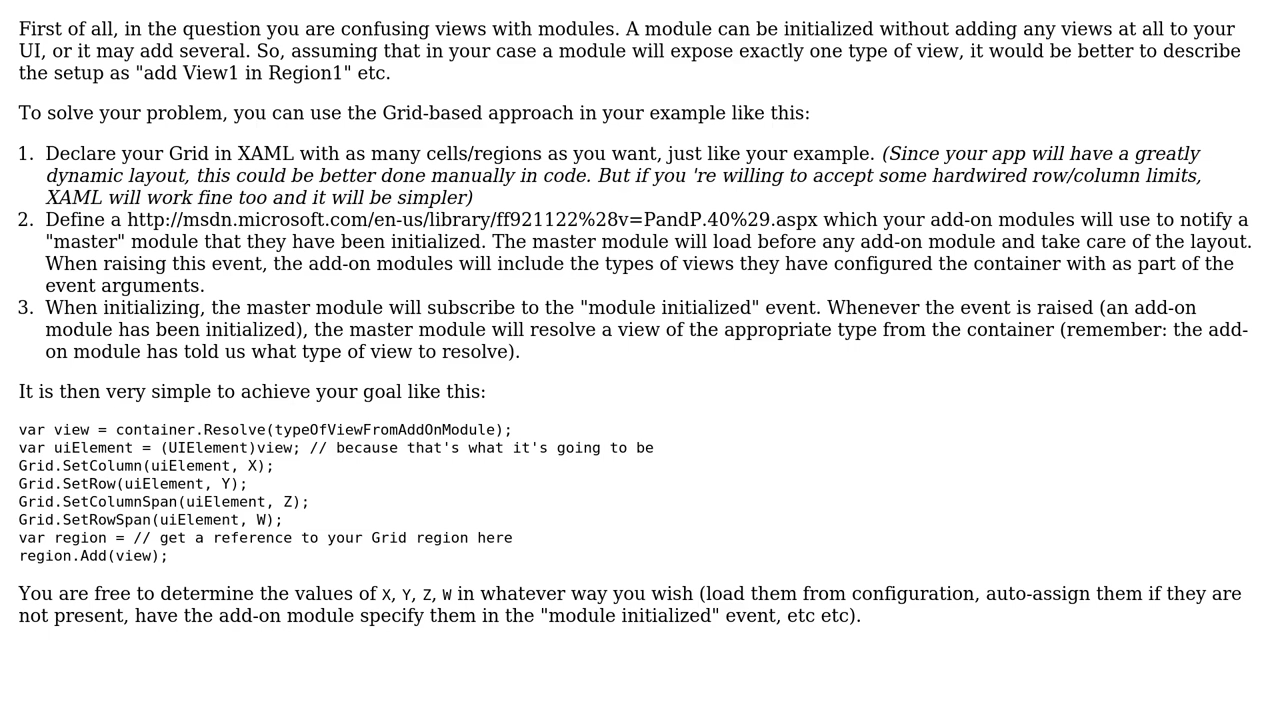 First of all, in the question you are confusing views with modules. A module can be initialized without adding any views at all to your
UI, or it may add several. So, assuming that in your case a module will expose exactly one type of view, it would be better to describe
the setup as "add View1 in Region1" etc.
To solve your problem, you can use the Grid-based approach in your example like this:
1. Declare your Grid in XAML with as many cells/regions as you want, just like your example. (Since your app will have a greatly
dynamic layout, this could be better done manually in code. But if you 're willing to accept some hardwired row/column limits,
XAML will work fine too and it will be simpler)
2. Define a http://msdn.microsoft.com/en-us/library/ff921122%28v=PandP.40%29.aspx which your add-on modules will use to notify a
"master" module that they have been initialized. The master module will load before any add-on module and take care of the layout.
When raising this event, the add-on modules will include the types of views they have configured the container with as part of the
event arguments.
3. When initializing, the master module will subscribe to the "module initialized" event. Whenever the event is raised (an add-on
module has been initialized), the master module will resolve a view of the appropriate type from the container (remember: the add-
on module has told us what type of view to resolve).
It is then very simple to achieve your goal like this:
var view = container.Resolve(typeOfViewFromAddOnModule);
var uiElement = (UIElement)view; // because that's what it's going to be
Grid.SetColumn(uiElement, X);
Grid.SetRow(uiElement, Y);
Grid.SetColumnSpan(uiElement, Z);
Grid.SetRowSpan(uiElement, W);
var region = // get a reference to your Grid region here
region.Add(view);
You are free to determine the values of X, Y, Z, W in whatever way you wish (load them from configuration, auto-assign them if they are
not present, have the add-on module specify them in the "module initialized" event, etc etc).